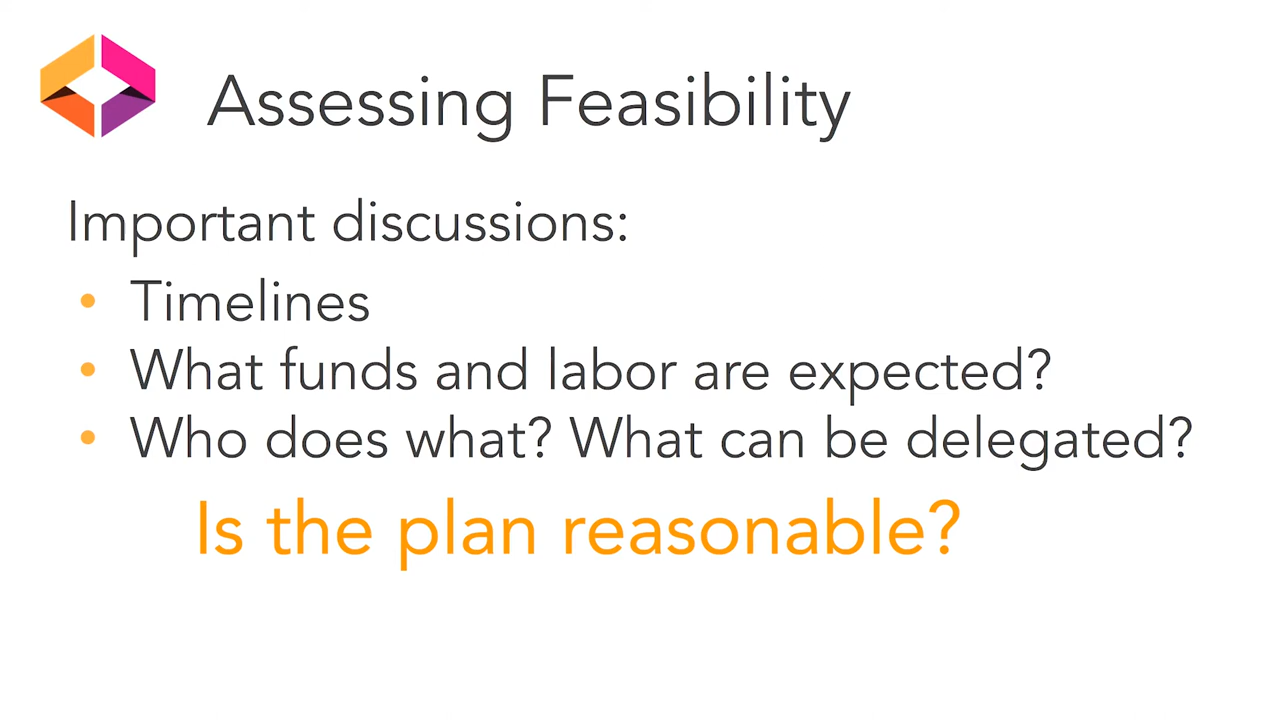 Assessing Feasibility
Important discussions:
• Timelines
• What funds and labor are expected?
• Who does what? What can be delegated?
Is the plan reasonable?